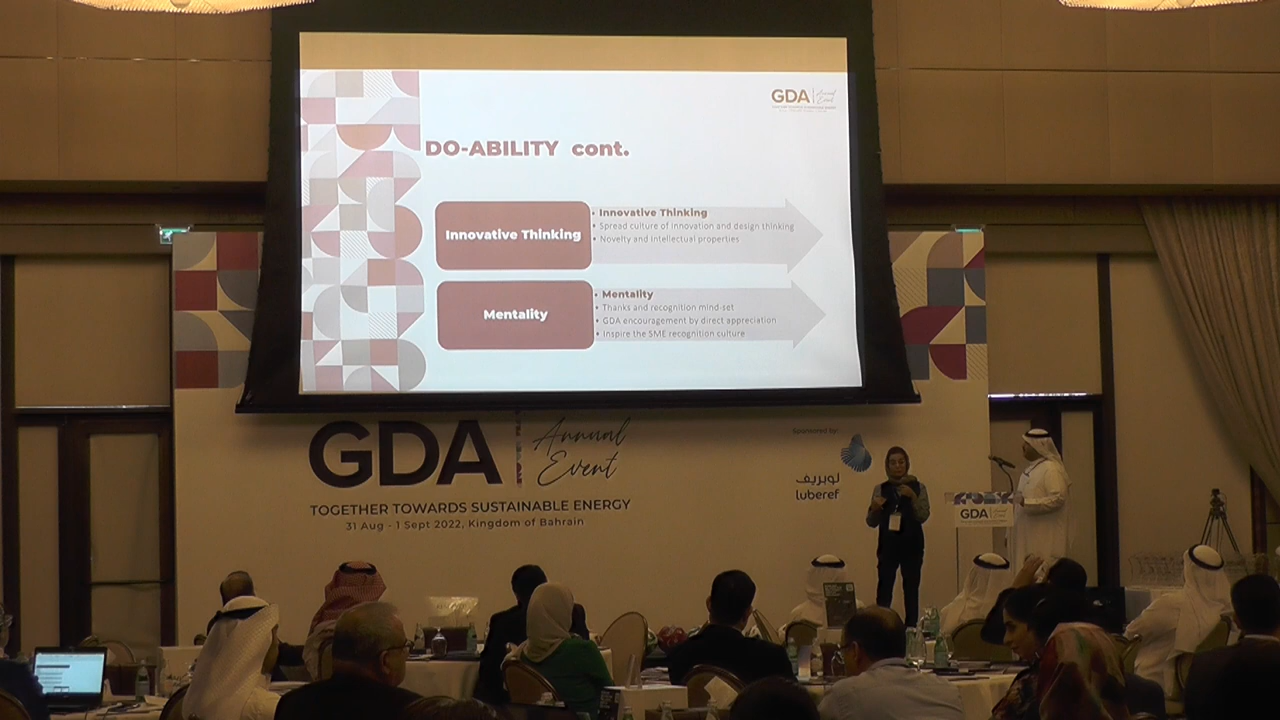 GDA Annual Event
DO-ABILITY cont.
Innovative Thinking
• Innovative Thinking
• Spread culture of innovation and design thinking
• Novelty and Intellectual properties
Mentality
• Mentality
• Thanks and recognition mind-set
• GDA encouragement by direct appreciation
• Inspire the SME recognition culture
GDA Annual Event
TOGETHER TOWARDS SUSTAINABLE ENERGY
31 Aug - 1 Sept 2022, Kingdom of Bahrain
Sponsored by:
لوبريف
luberef
GDA